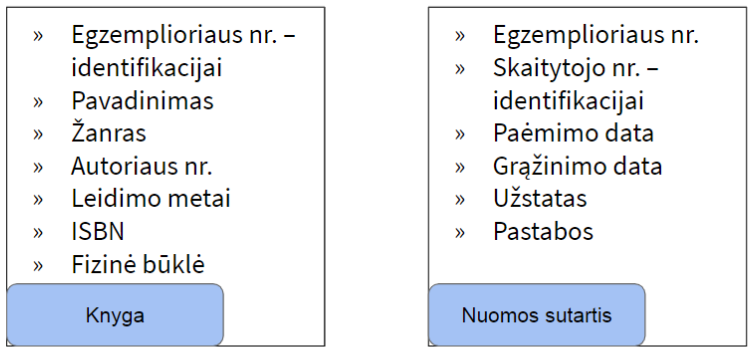 » Egzemplioriaus nr. –
identifikacijai
» Pavadinimas
» Žanras
» Autoriaus nr.
» Leidimo metai
» ISBN
» Fizinė būklė
Knyga
» Egzemplioriaus nr.
» Skaitytojo nr. –
identifikacijai
» Paėmimo data
» Grąžinimo data
» Užstatas
» Pastabos
Nuomos sutartis